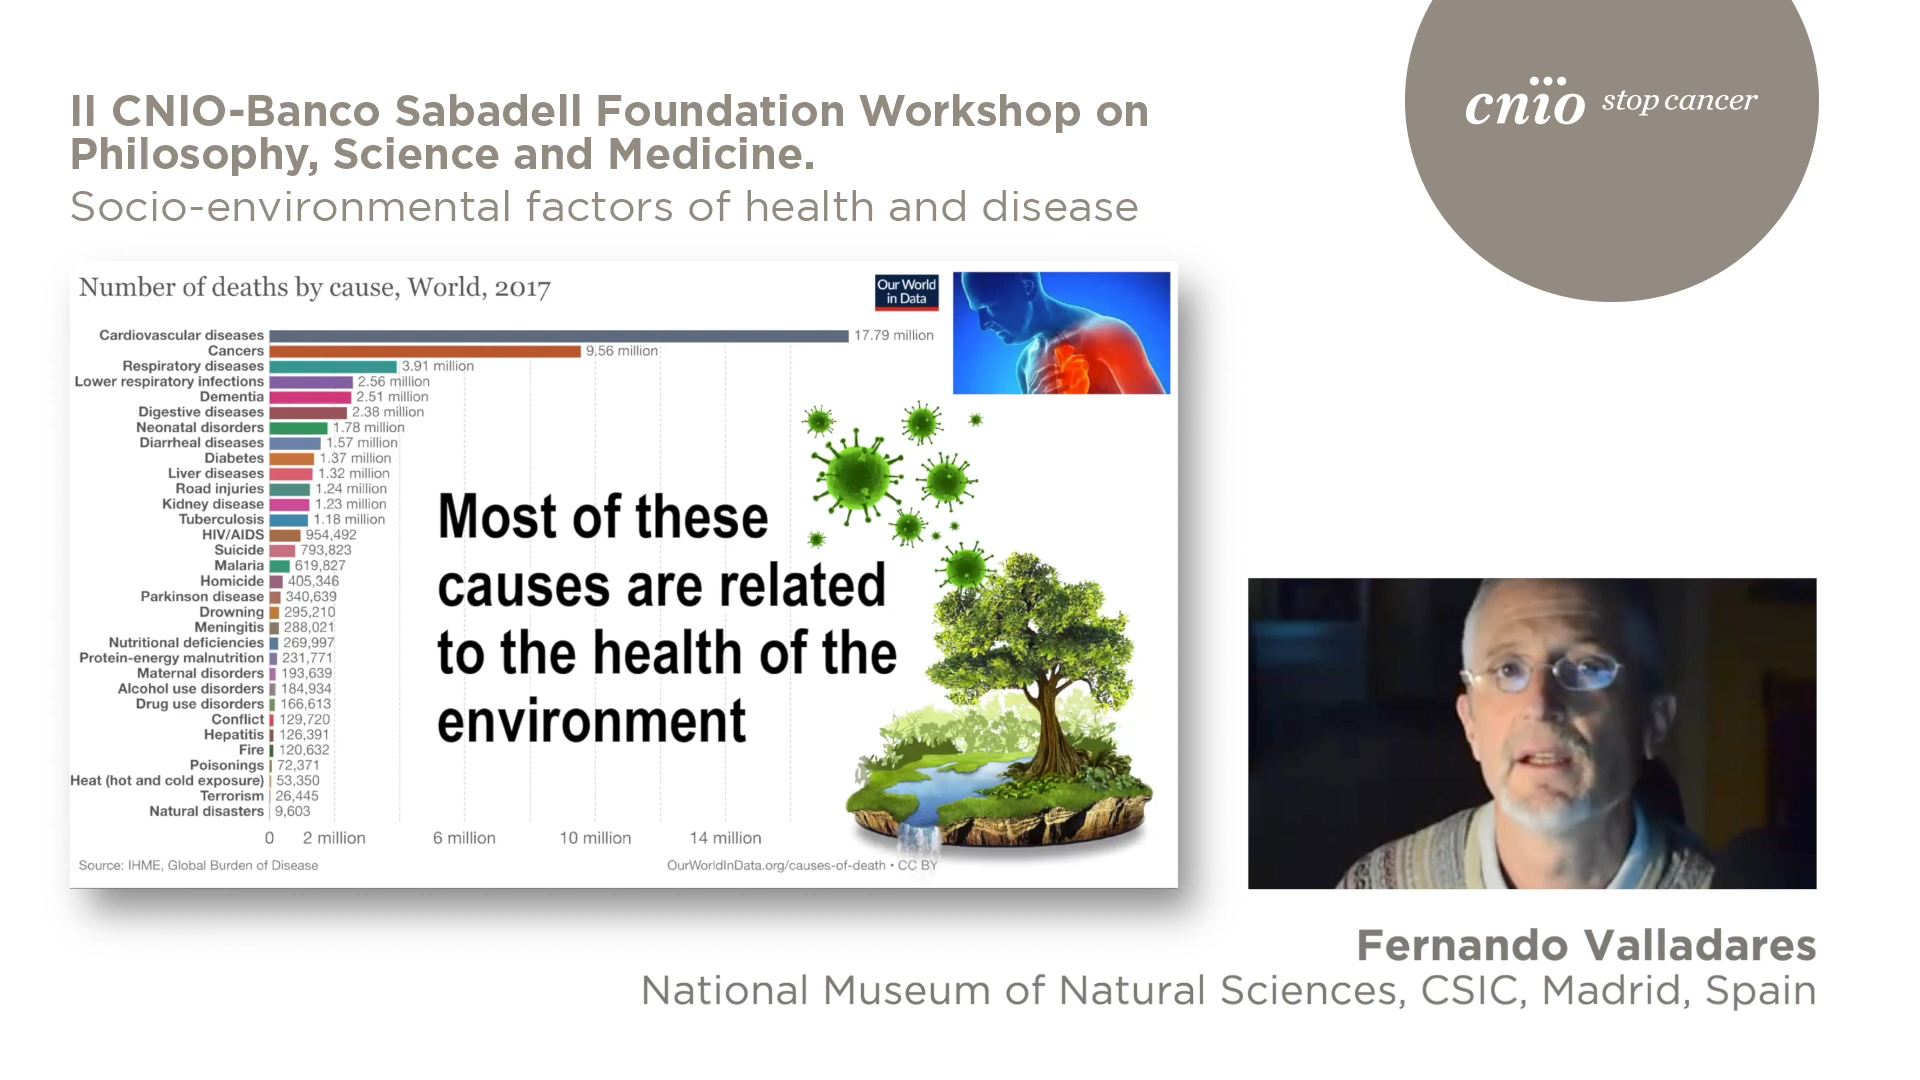 II CNIO-Banco Sabadell Foundation Workshop on
Philosophy, Science and Medicine.
Socio-environmental factors of health and disease
cnio stop cancer
Number of deaths by cause, World, 2017
Our World
in Data
Cardiovascular diseases 17.79 million
Cancers 9.56 million
Respiratory diseases 3.91 million
Lower respiratory infections 2.56 million
Dementia 2.51 million
Digestive diseases 2.38 million
Neonatal disorders 1.78 million
Diarrheal diseases 1.57 million
Diabetes 1.37 million
Liver diseases 1.32 million
Road injuries 1.24 million
Kidney disease 1.23 million
Tuberculosis 1.18 million
HIV/AIDS 954,492
Suicide 793,823
Malaria 619,827
Homicide 405,346
Parkinson disease 340,639
Drowning 295,210
Meningitis 288,021
Nutritional deficiencies 269,997
Protein-energy malnutrition 231,771
Maternal disorders 193,639
Alcohol use disorders 184,934
Drug use disorders 166,613
Conflict 129,720
Hepatitis 126,391
Fire 120,632
Poisonings 72,371
Heat (hot and cold exposure) 53,350
Terrorism 26,445
Natural disasters 9,603
0 2 million 6 million 10 million 14 million
Most of these
causes are related
to the health of the
environment
Source: IHME, Global Burden of Disease
OurWorldInData.org/causes-of-death • CC BY
Fernando Valladares
National Museum of Natural Sciences, CSIC, Madrid, Spain